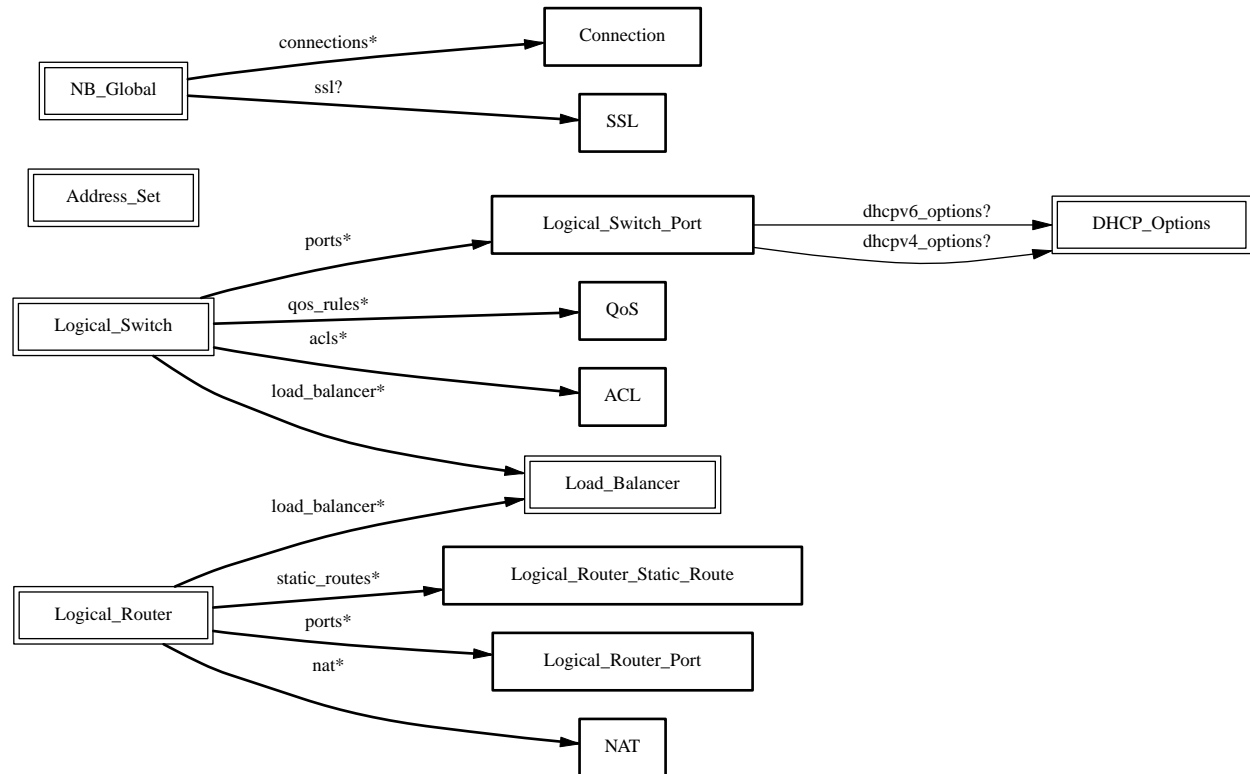 connections*
Connection
NB_Global
ssl?
SSL
Address_Set
ports*
Logical_Switch_Port
dhcpv6_options?
dhcpv4_options?
DHCP_Options
Logical_Switch
qos_rules*
QoS
acls*
ACL
load_balancer*
Load_Balancer
load_balancer*
Logical_Router
static_routes*
Logical_Router_Static_Route
ports*
Logical_Router_Port
nat*
NAT